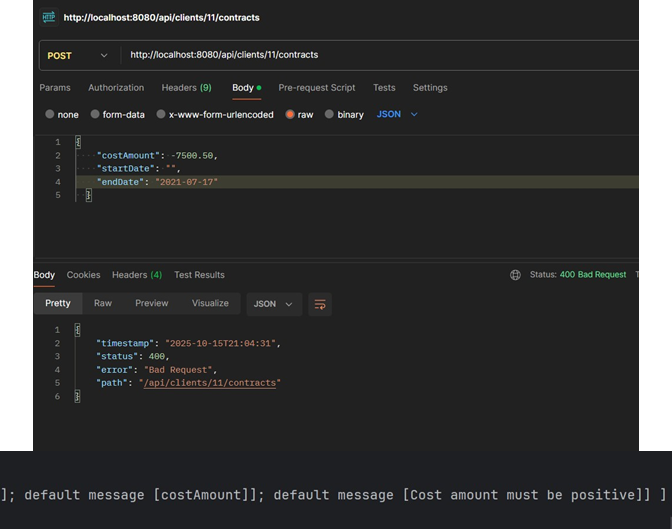 HTTP http://localhost:8080/api/clients/11/contracts
POST http://localhost:8080/api/clients/11/contracts
Params Authorization Headers (9) Body Pre-request Script Tests Settings
none form-data x-www-form-urlencoded raw binary JSON
1 {
2 "costAmount": -7500.50,
3 "startDate": "",
4 "endDate": "2021-07-17"
5 }
Body Cookies Headers (4) Test Results Status: 400 Bad Request
Pretty Raw Preview Visualize JSON
1 {
2 "timestamp": "2025-10-15T21:04:31",
3 "status": 400,
4 "error": "Bad Request",
5 "path": "/api/clients/11/contracts"
6 }
]; default message [costAmount]]; default message [Cost amount must be positive]] ]